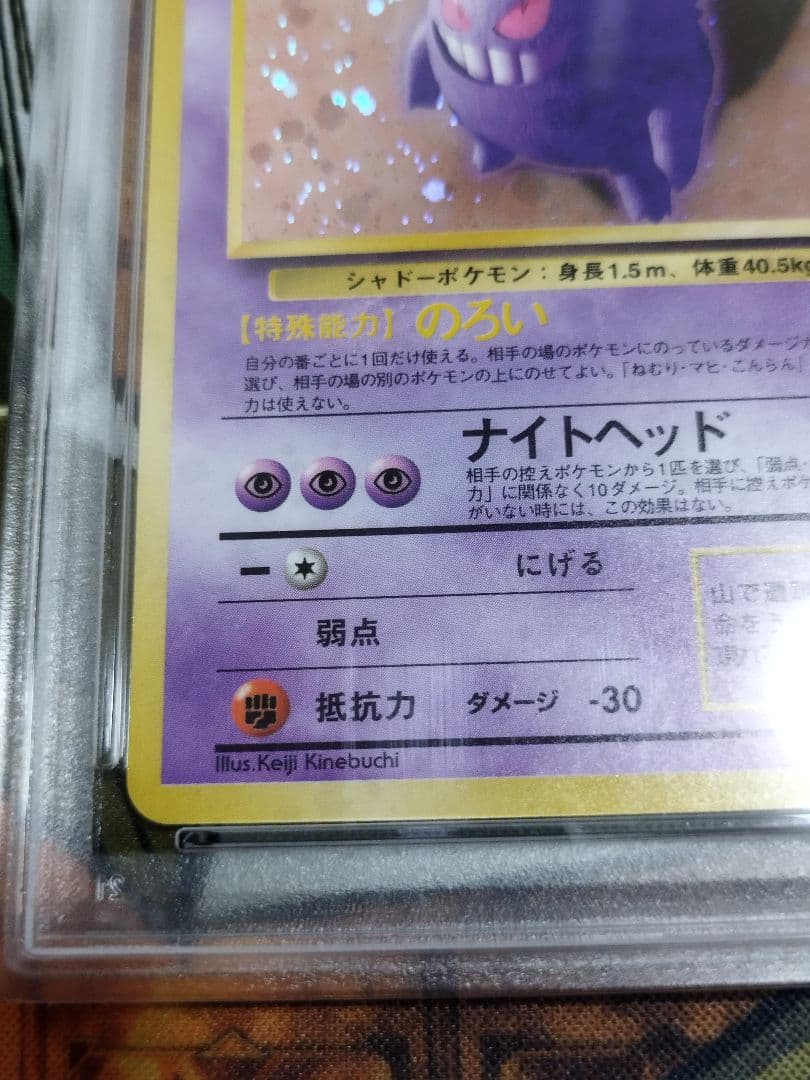 シャドーポケモン：身長1.5m、体重40.5kg
【特殊能力】 のろい
自分の番ごとに1回だけ使える。相手の場のポケモンにのっているダメージカ
選び、相手の場の別のポケモンの上にのせてよい。「ねむり・マヒ・こんらん」
力は使えない。
ナイトヘッド
相手の控えポケモンから1匹を選び、「弱点・
力」に関係なく10ダメージ。相手に控えポケ
がいない時には、この効果はない。
ー にげる
弱点
抵抗力 ダメージ -30
山で遭
命を
Illus.Keiji Kinebuchi